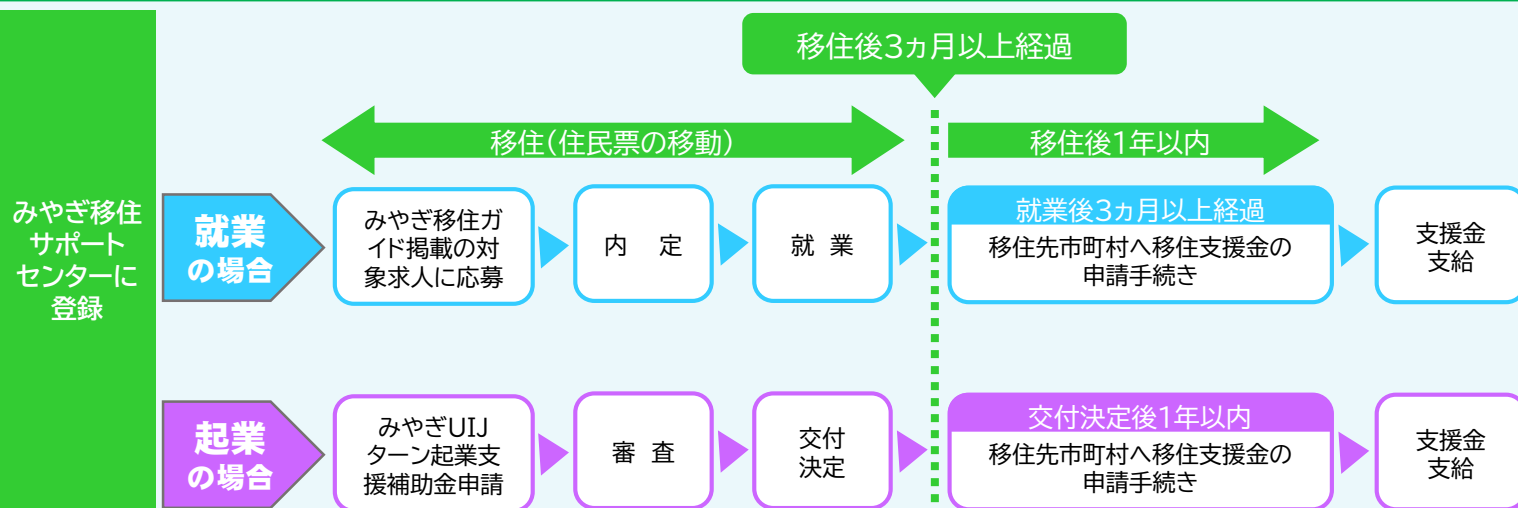 移住後3ヵ月以上経過
移住(住民票の移動)
移住後1年以内
みやぎ移住
サポート
センターに
登録
就業
の場合
みやぎ移住ガ
イド掲載の対
象求人に応募
内　定
就 業
就業後3ヵ月以上経過
移住先市町村へ移住支援金の
申請手続き
支援金
支給
起業
の場合
みやぎUIJ
ターン起業支
援補助金申請
審 査
交付
決定
交付決定後1年以内
移住先市町村へ移住支援金の
申請手続き
支援金
支給